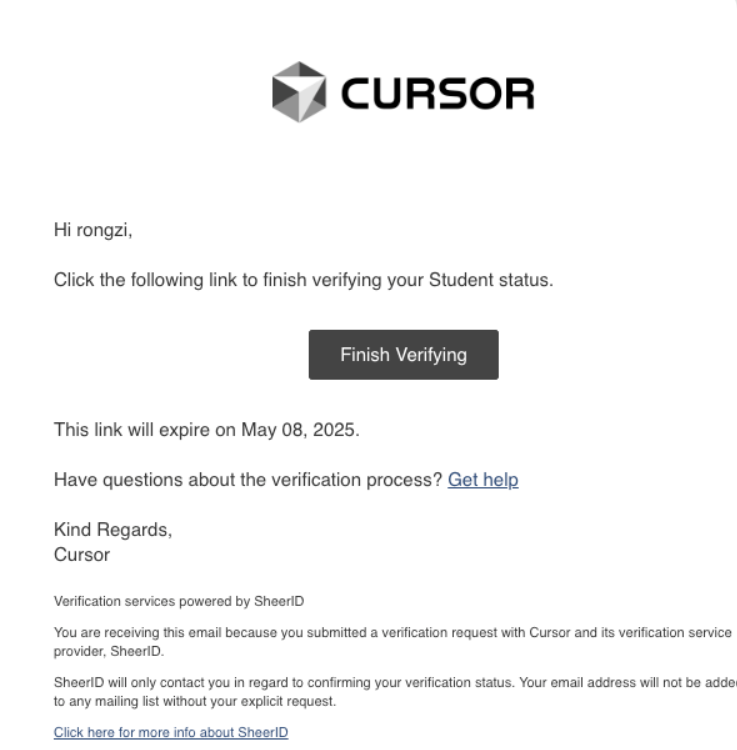 CURSOR
Hi rongzi,
Click the following link to finish verifying your Student status.
Finish Verifying
This link will expire on May 08, 2025.
Have questions about the verification process? Get help
Kind Regards,
Cursor
Verification services powered by SheerID
You are receiving this email because you submitted a verification request with Cursor and its verification service
provider, SheerID.
SheerID will only contact you in regard to confirming your verification status. Your email address will not be adde
to any mailing list without your explicit request.
Click here for more info about SheerID